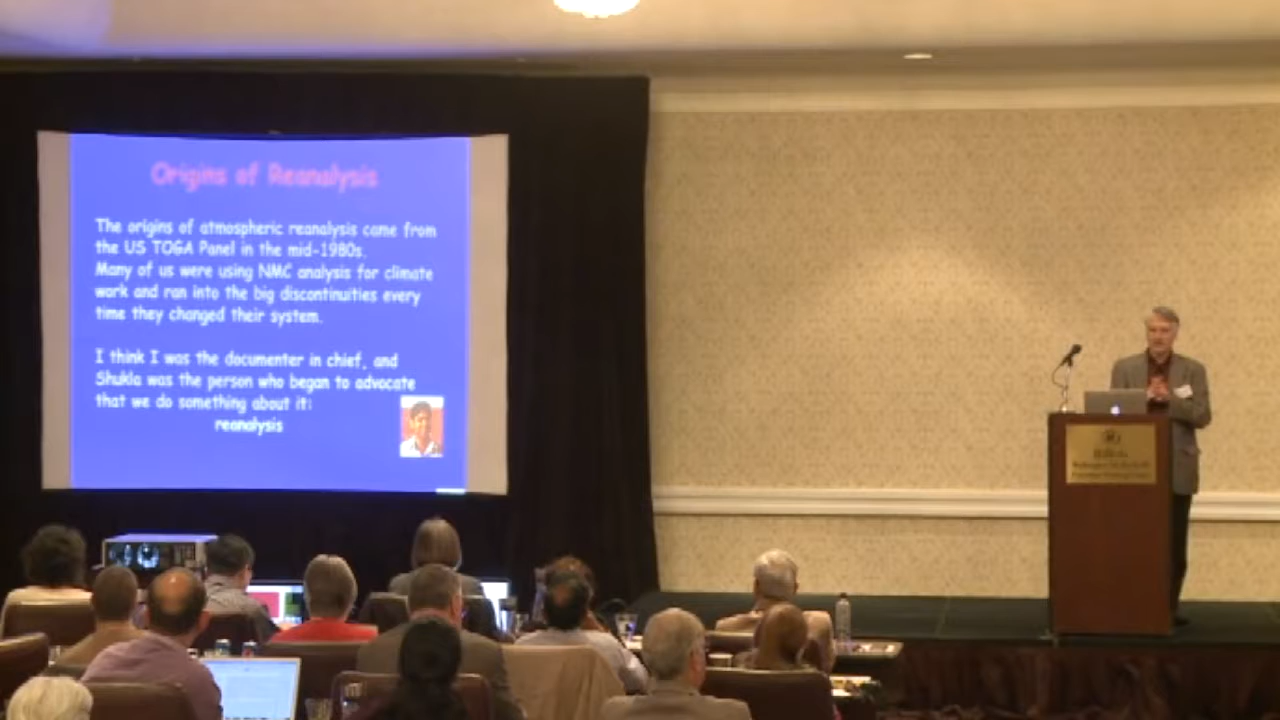 Origins of Reanalysis
The origins of atmospheric reanalysis came from
the US TOGA Panel in the mid-1980s.
Many of us were using NMC analysis for climate
work and ran into the big discontinuities every
time they changed their system.
I think I was the documenter in chief, and
Shukla was the person who began to advocate
that we do something about it:
reanalysis
Hilton